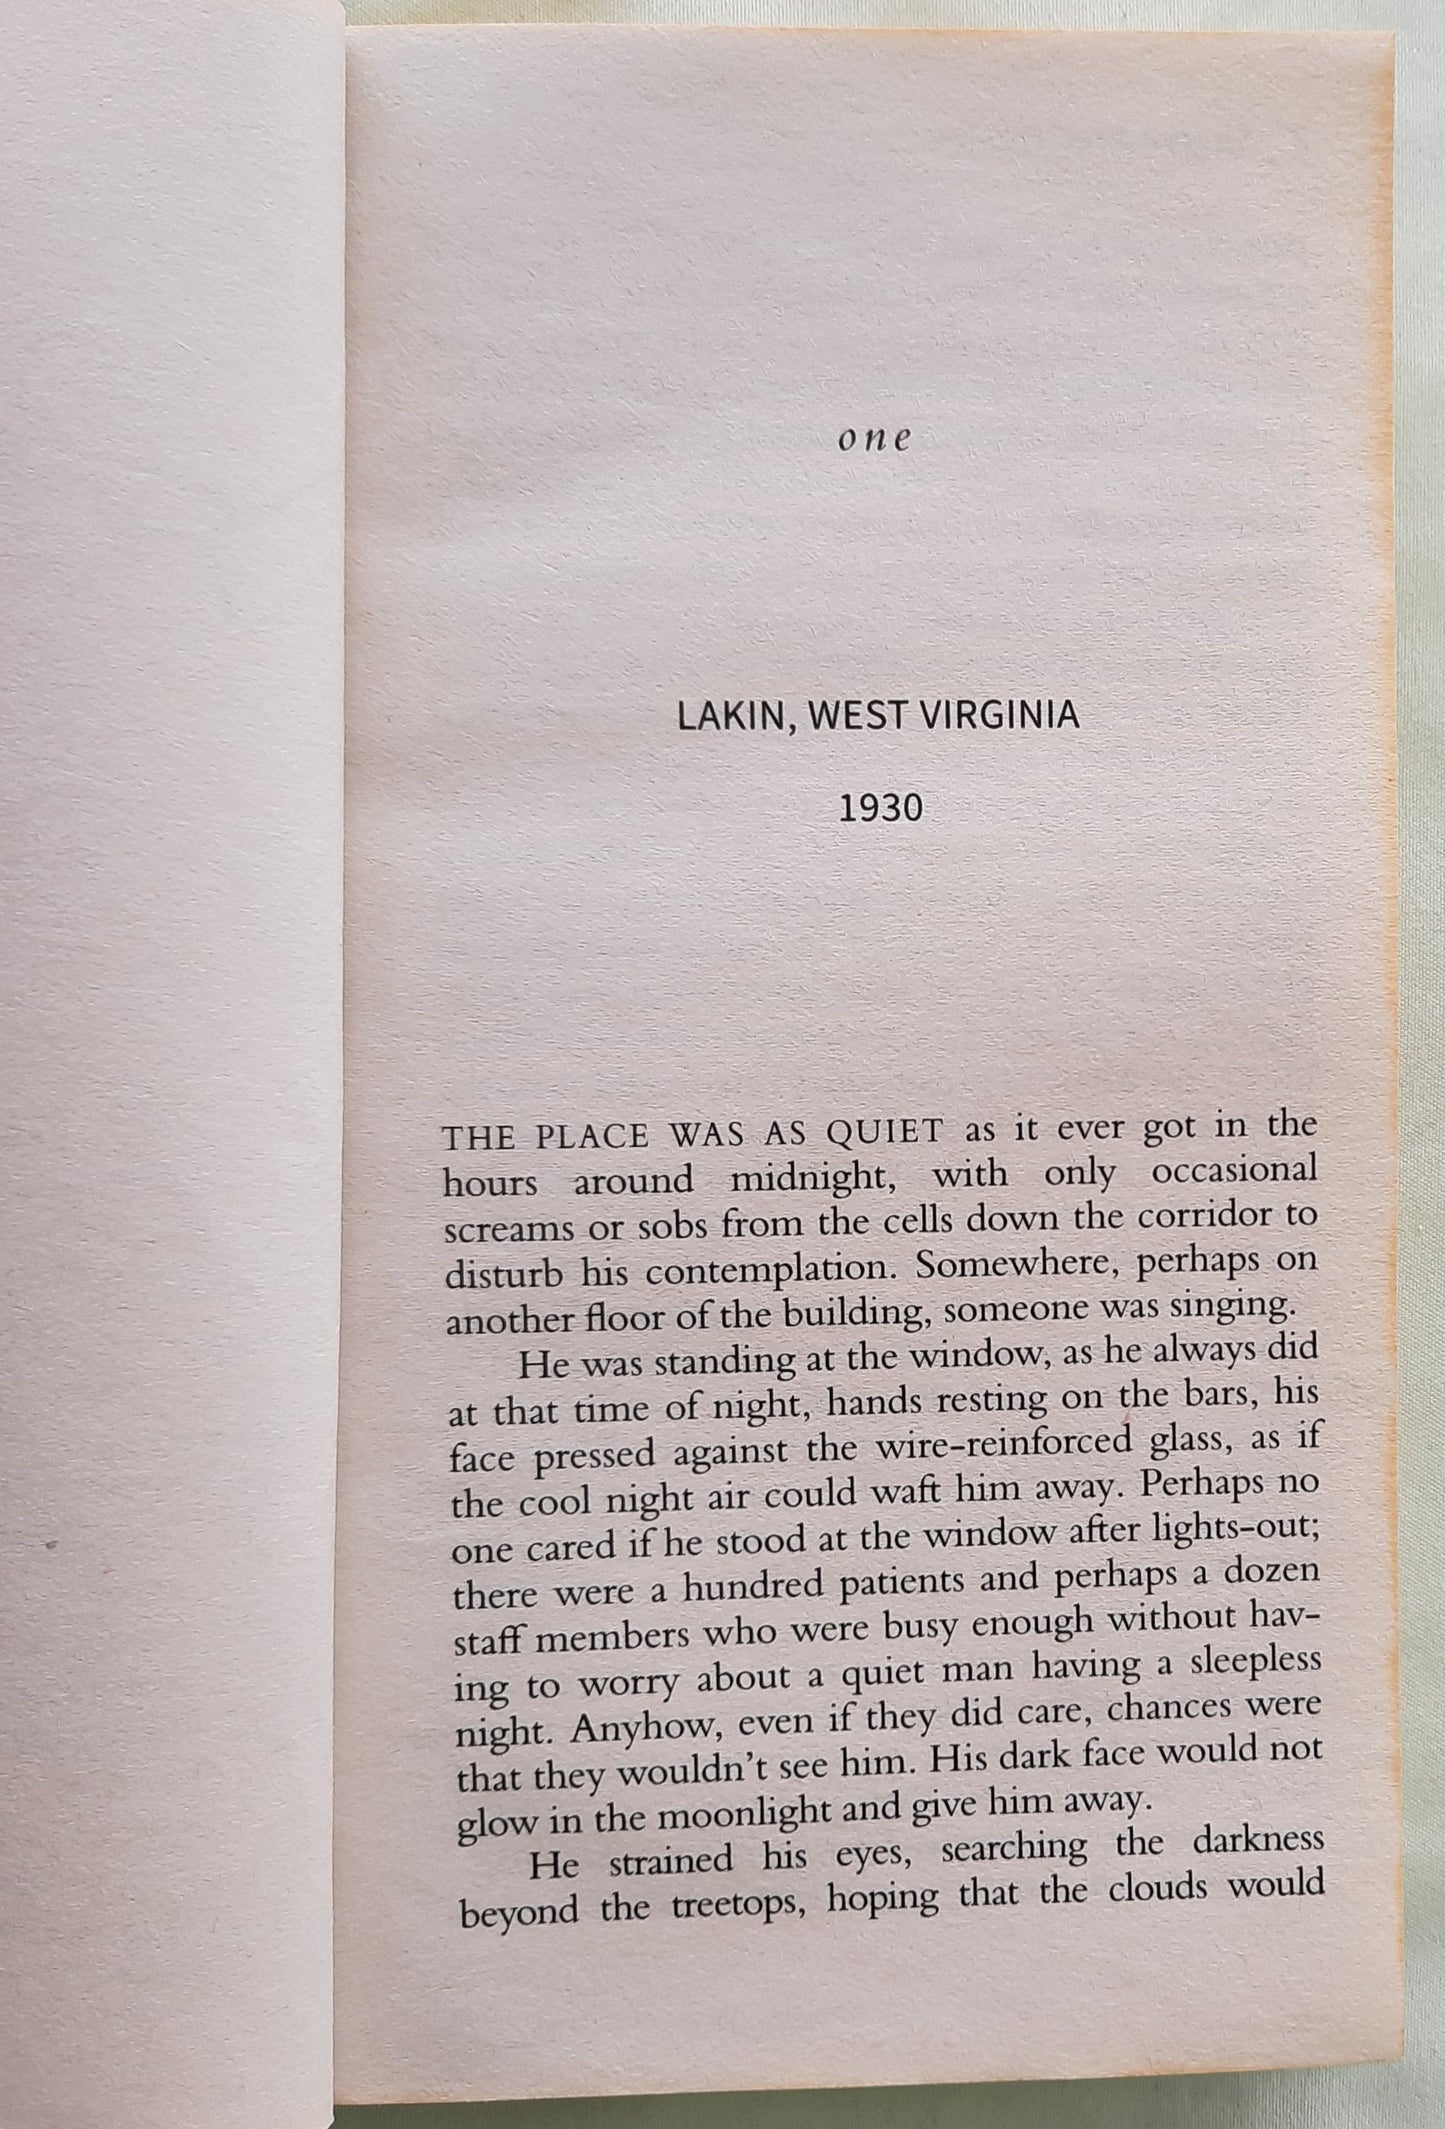 one
LAKIN, WEST VIRGINIA
1930
THE PLACE WAS AS QUIET as it ever got in the
hours around midnight, with only occasional
screams or sobs from the cells down the corridor to
disturb his contemplation. Somewhere, perhaps on
another floor of the building, someone was singing.
He was standing at the window, as he always did
at that time of night, hands resting on the bars, his
face pressed against the wire-reinforced glass, as if
the cool night air could waft him away. Perhaps no
one cared if he stood at the window after lights-out;
there were a hundred patients and perhaps a dozen
staff members who were busy enough without hav-
ing to worry about a quiet man having a sleepless
night. Anyhow, even if they did care, chances were
that they wouldn't see him. His dark face would not
glow in the moonlight and give him away.
He strained his eyes, searching the darkness
beyond the treetops, hoping that the clouds would